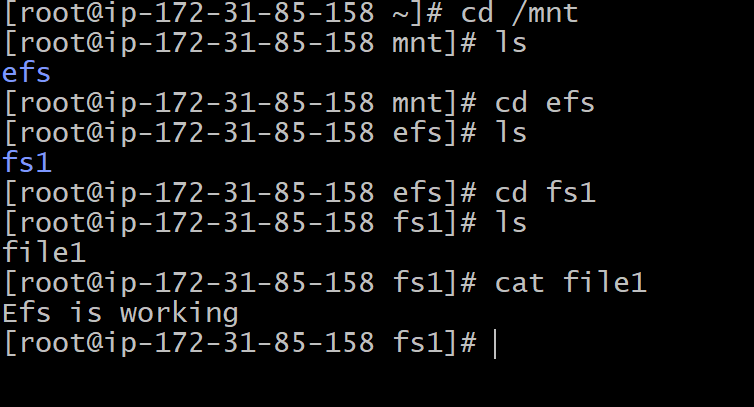 [root@ip-172-31-85-158 ~]# cd /mnt
[root@ip-172-31-85-158 mnt]# ls
efs
[root@ip-172-31-85-158 mnt]# cd efs
[root@ip-172-31-85-158 efs]# ls
fs1
[root@ip-172-31-85-158 efs]# cd fs1
[root@ip-172-31-85-158 fs1]# ls
file1
[root@ip-172-31-85-158 fs1]# cat file1
Efs is working
[root@ip-172-31-85-158 fs1]#